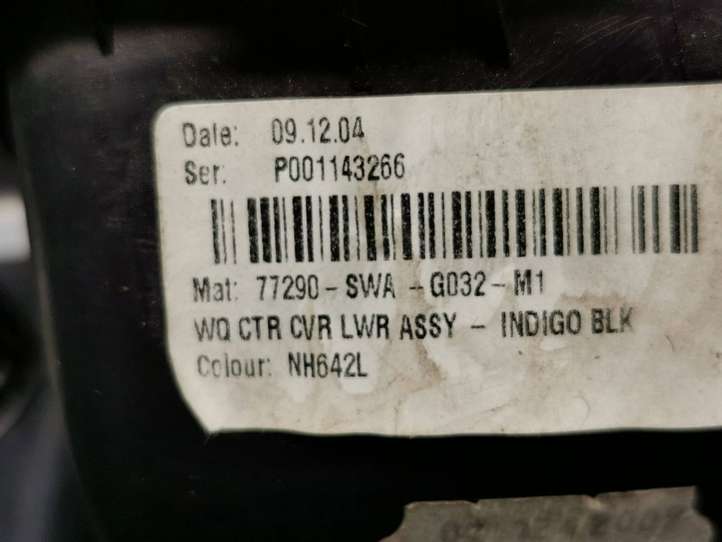 Date: 09.12.04
Ser: P001143266
Mat: 77290-SWA -G032-M1
WQ CTR CVR LWR ASSY - INDIGO BLK
Colour: NH642L